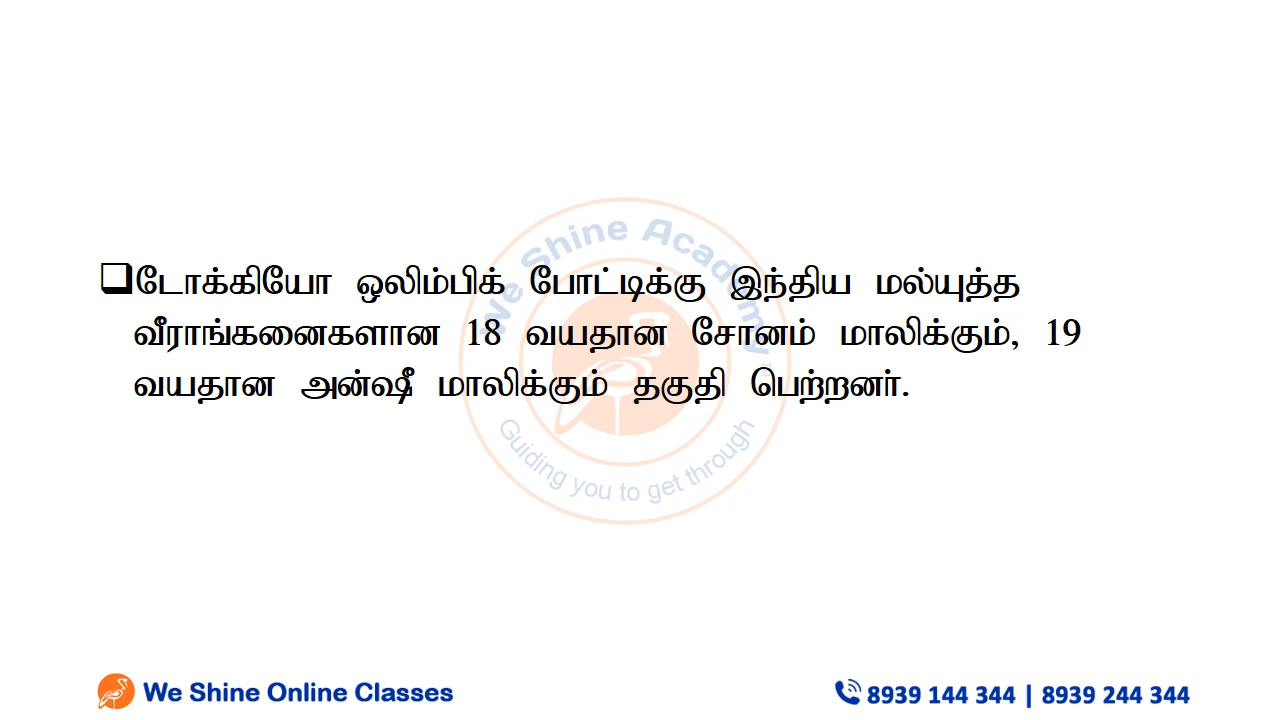 We Shine Academy
❑டோக்கியோ ஒலிம்பிக் போட்டிக்கு இந்திய மல்யுத்த
வீராங்கனைகளான 18 வயதான சோனம் மாலிக்கும், 19
வயதான அன்ஷீ மாலிக்கும் தகுதி பெற்றனர்.
Guiding you to get through
We Shine Online Classes
8939 144 344 | 8939 244 344